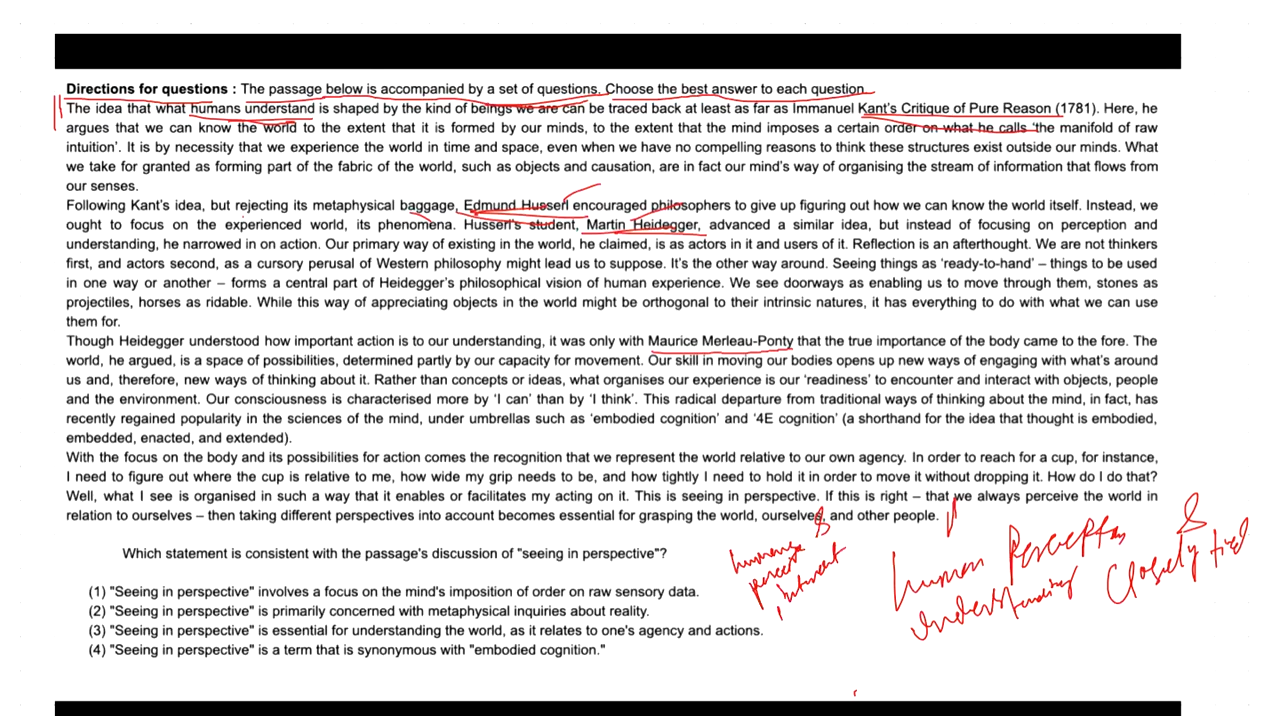 Directions for questions : The passage below is accompanied by a set of questions. Choose the best answer to each question.
The idea that what humans understand is shaped by the kind of beings we are can be traced back at least as far as Immanuel Kant's Critique of Pure Reason (1781). Here, he
argues that we can know the world to the extent that it is formed by our minds, to the extent that the mind imposes a certain order on what he calls 'the manifold of raw
intuition'. It is by necessity that we experience the world in time and space, even when we have no compelling reasons to think these structures exist outside our minds. What
we take for granted as forming part of the fabric of the world, such as objects and causation, are in fact our mind's way of organising the stream of information that flows from
our senses.
Following Kant's idea, but rejecting its metaphysical baggage, Edmund Husserl encouraged philosophers to give up figuring out how we can know the world itself. Instead, we
ought to focus on the experienced world, its phenomena. Husserl's student, Martin Heidegger, advanced a similar idea, but instead of focusing on perception and
understanding, he narrowed in on action. Our primary way of existing in the world, he claimed, is as actors in it and users of it. Reflection is an afterthought. We are not thinkers
first, and actors second, as a cursory perusal of Western philosophy might lead us to suppose. It's the other way around. Seeing things as 'ready-to-hand' – things to be used
in one way or another – forms a central part of Heidegger's philosophical vision of human experience. We see doorways as enabling us to move through them, stones as
projectiles, horses as ridable. While this way of appreciating objects in the world might be orthogonal to their intrinsic natures, it has everything to do with what we can use
them for.
Though Heidegger understood how important action is to our understanding, it was only with Maurice Merleau-Ponty that the true importance of the body came to the fore. The
world, he argued, is a space of possibilities, determined partly by our capacity for movement. Our skill in moving our bodies opens up new ways of engaging with what's around
us and, therefore, new ways of thinking about it. Rather than concepts or ideas, what organises our experience is our 'readiness' to encounter and interact with objects, people
and the environment. Our consciousness is characterised more by 'I can' than by 'I think'. This radical departure from traditional ways of thinking about the mind, in fact, has
recently regained popularity in the sciences of the mind, under umbrellas such as 'embodied cognition' and '4E cognition' (a shorthand for the idea that thought is embodied,
embedded, enacted, and extended).
With the focus on the body and its possibilities for action comes the recognition that we represent the world relative to our own agency. In order to reach for a cup, for instance,
I need to figure out where the cup is relative to me, how wide my grip needs to be, and how tightly I need to hold it in order to move it without dropping it. How do I do that?
Well, what I see is organised in such a way that it enables or facilitates my acting on it. This is seeing in perspective. If this is right – that we always perceive the world in
relation to ourselves – then taking different perspectives into account becomes essential for grasping the world, ourselves, and other people.
human Perception &
understanding closely tied
Which statement is consistent with the passage's discussion of "seeing in perspective"?
(1) "Seeing in perspective" involves a focus on the mind's imposition of order on raw sensory data.
(2) "Seeing in perspective" is primarily concerned with metaphysical inquiries about reality.
(3) "Seeing in perspective" is essential for understanding the world, as it relates to one's agency and actions.
(4) "Seeing in perspective" is a term that is synonymous with "embodied cognition."